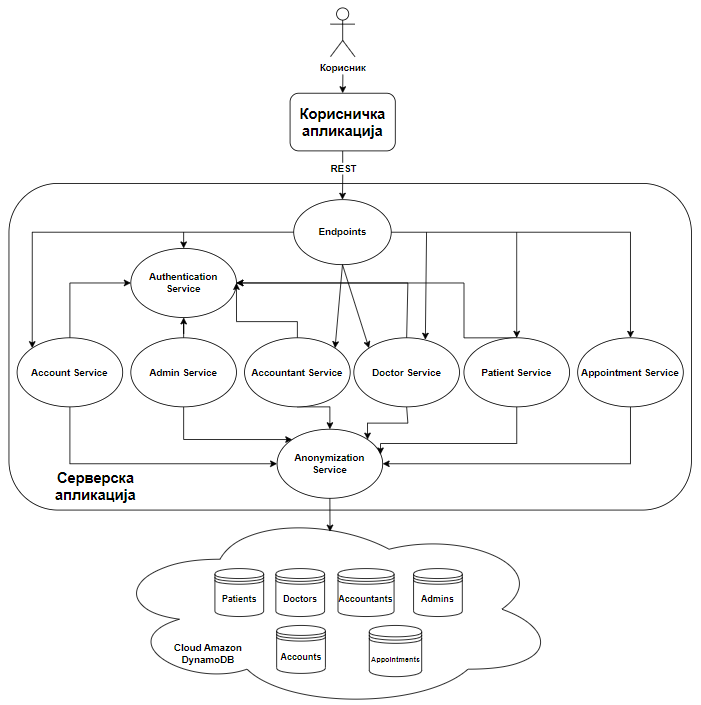 Корисник
Корисничка
апликација
REST
Endpoints
Authentication
Service
Account Service
Admin Service
Accountant Service
Doctor Service
Patient Service
Appointment Service
Anonymization
Service
Серверска
апликација
Patients
Doctors
Accountants
Admins
Cloud Amazon
DynamoDB
Accounts
Appointments